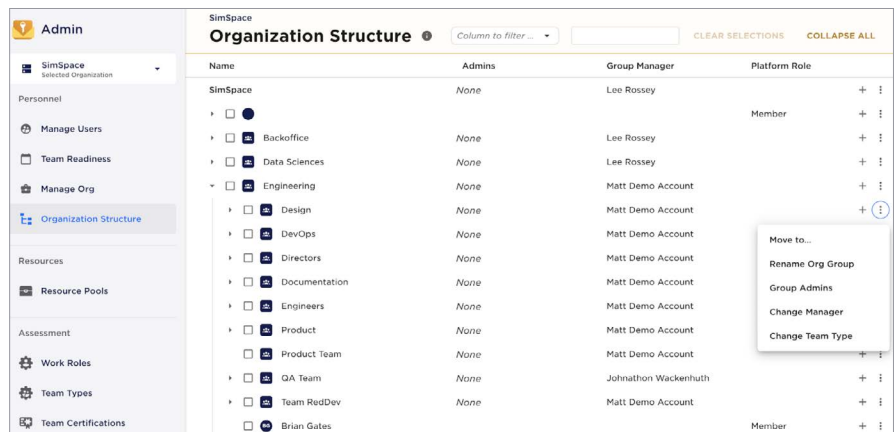 Admin
SimSpace
Selected Organization
Personnel
Manage Users
Team Readiness
Manage Org
Organization Structure
Resources
Resource Pools
Assessment
Work Roles
Team Types
Team Certifications
SimSpace
Organization Structure
Column to filter ...
CLEAR SELECTIONS
COLLAPSE ALL
Name Admins Group Manager Platform Role
SimSpace None Lee Rossey
Member
Backoffice None Lee Rossey
Data Sciences None Lee Rossey
Engineering None Matt Demo Account
Design None Matt Demo Account
DevOps None Matt Demo Account
Directors None Matt Demo Account
Documentation None Matt Demo Account
Engineers None Matt Demo Account
Product None Matt Demo Account
Product Team None Matt Demo Account
QA Team None Johnathon Wackenhuth
Team RedDev None Matt Demo Account
BG Brian Gates Member
Move to...
Rename Org Group
Group Admins
Change Manager
Change Team Type